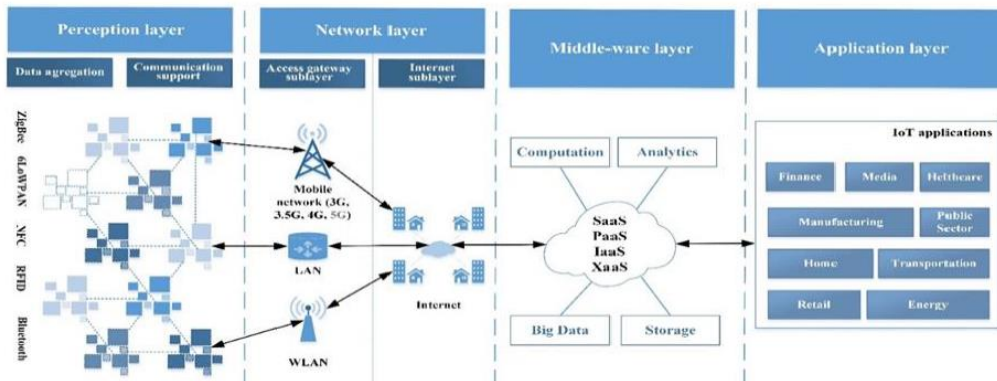 Perception layer
Data agregation
Communication
support
ZigBee
6LoWPAN
NFC
RFID
Bluetooth
Network layer
Access gateway
sublayer
Internet
sublayer
Mobile
network (3G,
3.5G, 4G, 5G)
LAN
WLAN
Internet
Middle-ware layer
Computation
Analytics
SaaS
PaaS
IaaS
XaaS
Big Data
Storage
Application layer
IoT applications
Finance
Media
Helthcare
Manufacturing
Public
Sector
Home
Transportation
Retail
Energy